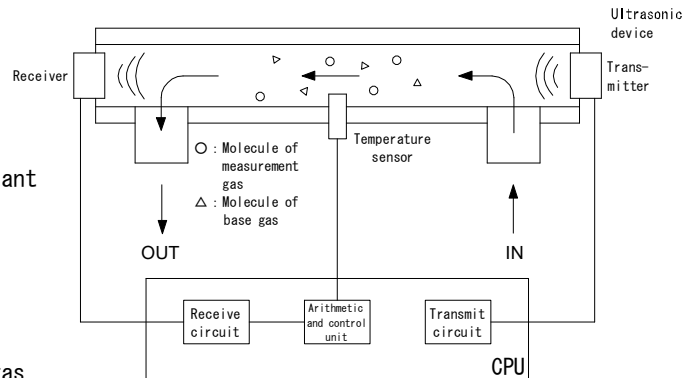 Ultrasonic
device
Receiver
Trans-
mitter
Temperature
sensor
○ : Molecule of
measurement
gas
△ : Molecule of
base gas
ant
OUT
IN
Receive
circuit
Arithmetic
and control
unit
Transmit
circuit
CPU
as